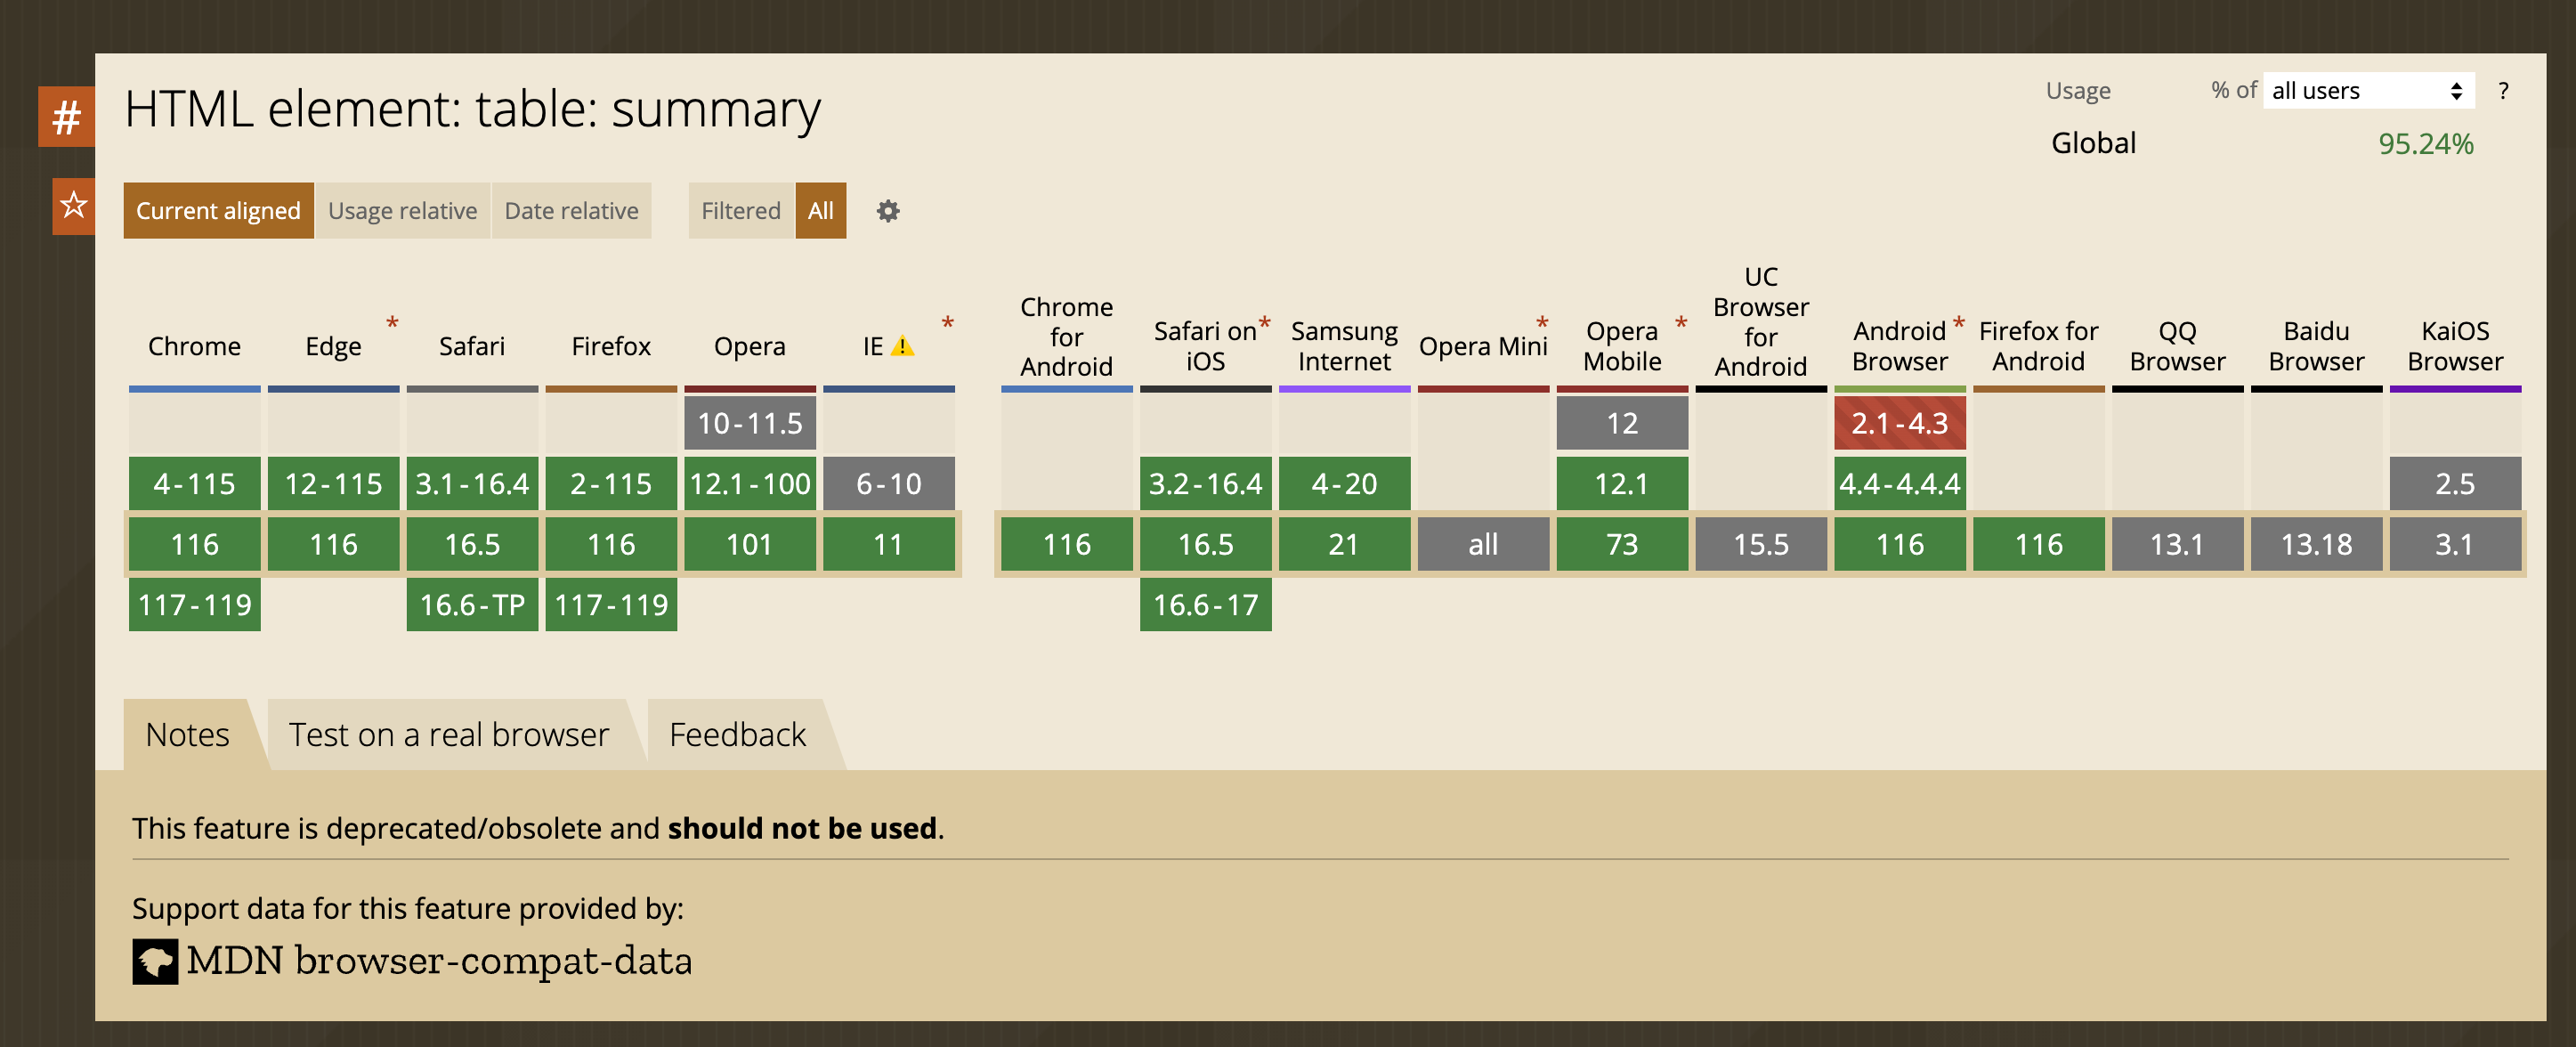 #
HTML element: table: summary
Usage % of all users ?
Global 95.24%
Current aligned Usage relative Date relative Filtered All
Chrome
Edge *
Safari
Firefox
Opera
IE *
Chrome for Android
Safari on iOS *
Samsung Internet
Opera Mini *
Opera Mobile *
UC Browser for Android
Android Browser *
Firefox for Android
QQ Browser
Baidu Browser
KaiOS Browser
10-11.5 12 2.1-4.3
4-115 12-115 3.1-16.4 2-115 12.1-100 6-10 3.2-16.4 4-20 12.1 4.4-4.4.4 2.5
116 116 16.5 116 101 11 116 16.5 21 all 73 15.5 116 116 13.1 13.18 3.1
117-119 16.6-TP 117-119 16.6-17
Notes Test on a real browser Feedback
This feature is deprecated/obsolete and should not be used.
Support data for this feature provided by:
MDN browser-compat-data